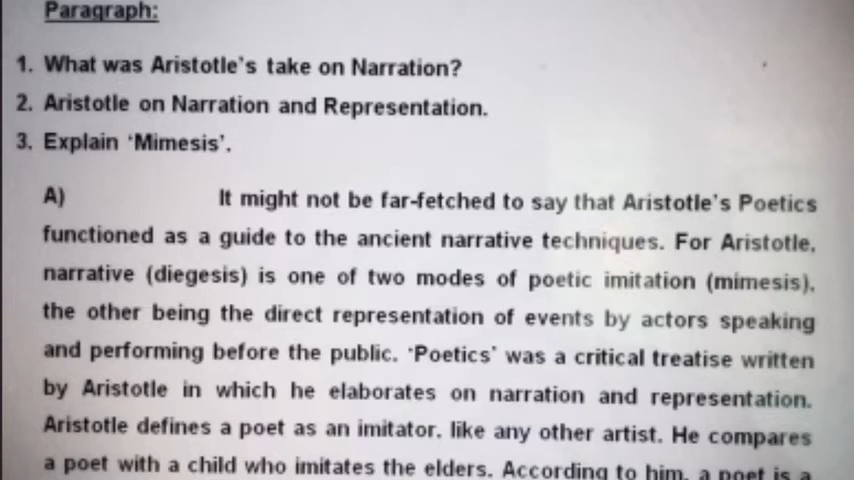 Paragraph:
1. What was Aristotle's take on Narration?
2. Aristotle on Narration and Representation.
3. Explain ‘Mimesis’.
A) It might not be far-fetched to say that Aristotle's Poetics
functioned as a guide to the ancient narrative techniques. For Aristotle,
narrative (diegesis) is one of two modes of poetic imitation (mimesis),
the other being the direct representation of events by actors speaking
and performing before the public. ‘Poetics’ was a critical treatise written
by Aristotle in which he elaborates on narration and representation.
Aristotle defines a poet as an imitator, like any other artist. He compares
a poet with a child who imitates the elders. According to him, a poet is a